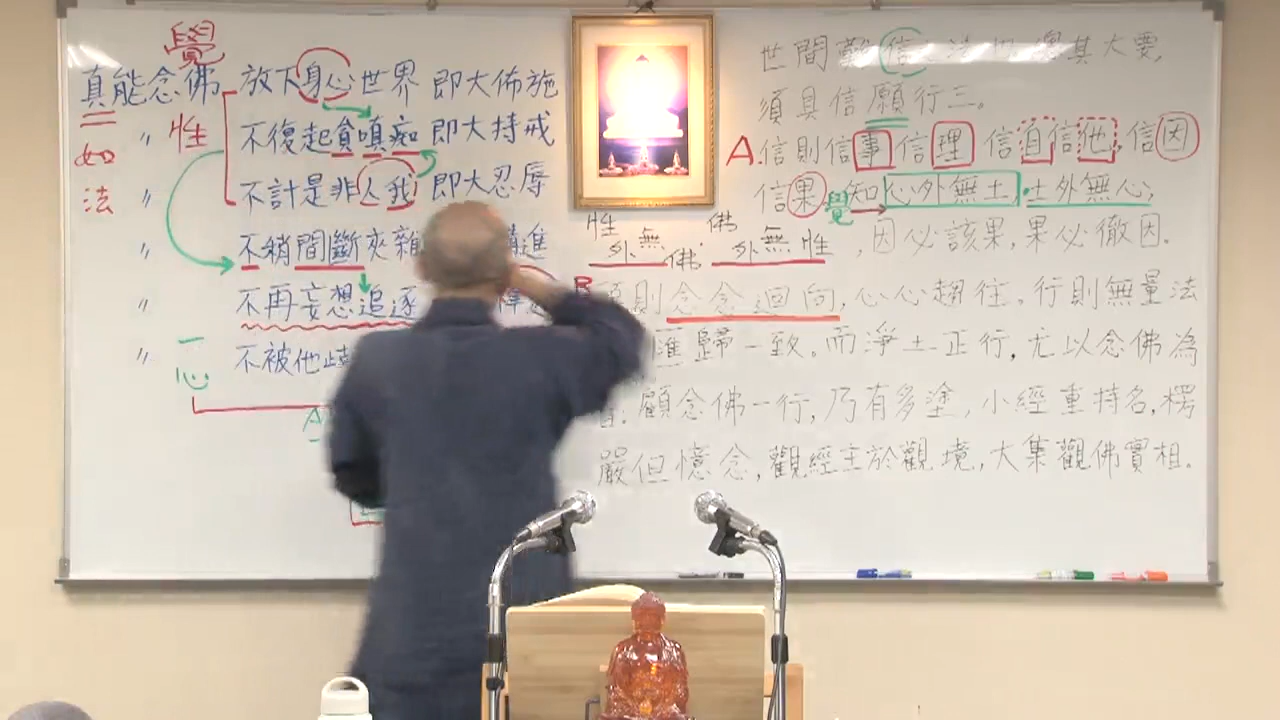 覺
真能念佛 放下身心世界 即大佈施
二 〃 性 不復起貪嗔痴 即大持戒
如
法 〃 不計是非人我 即大忍辱
〃 不稍間斷夾雜 進
〃 不再妄想追逐
〃 不被他
一
心
A
世間難信 法 其大要,
須具信願行三。
A.信則信事信理 信自信他,信因
信果,覺知心外無土,土外無心,
性外無佛.佛外無性,因必該果,果必徹因。
B 則念念迴向,心心趨往。行則無量法
匯歸一致。而淨土正行,尤以念佛為
顧念佛一行,乃有多塗,小經重持名,楞
嚴但憶念,觀經主於觀境,大集觀佛實相.